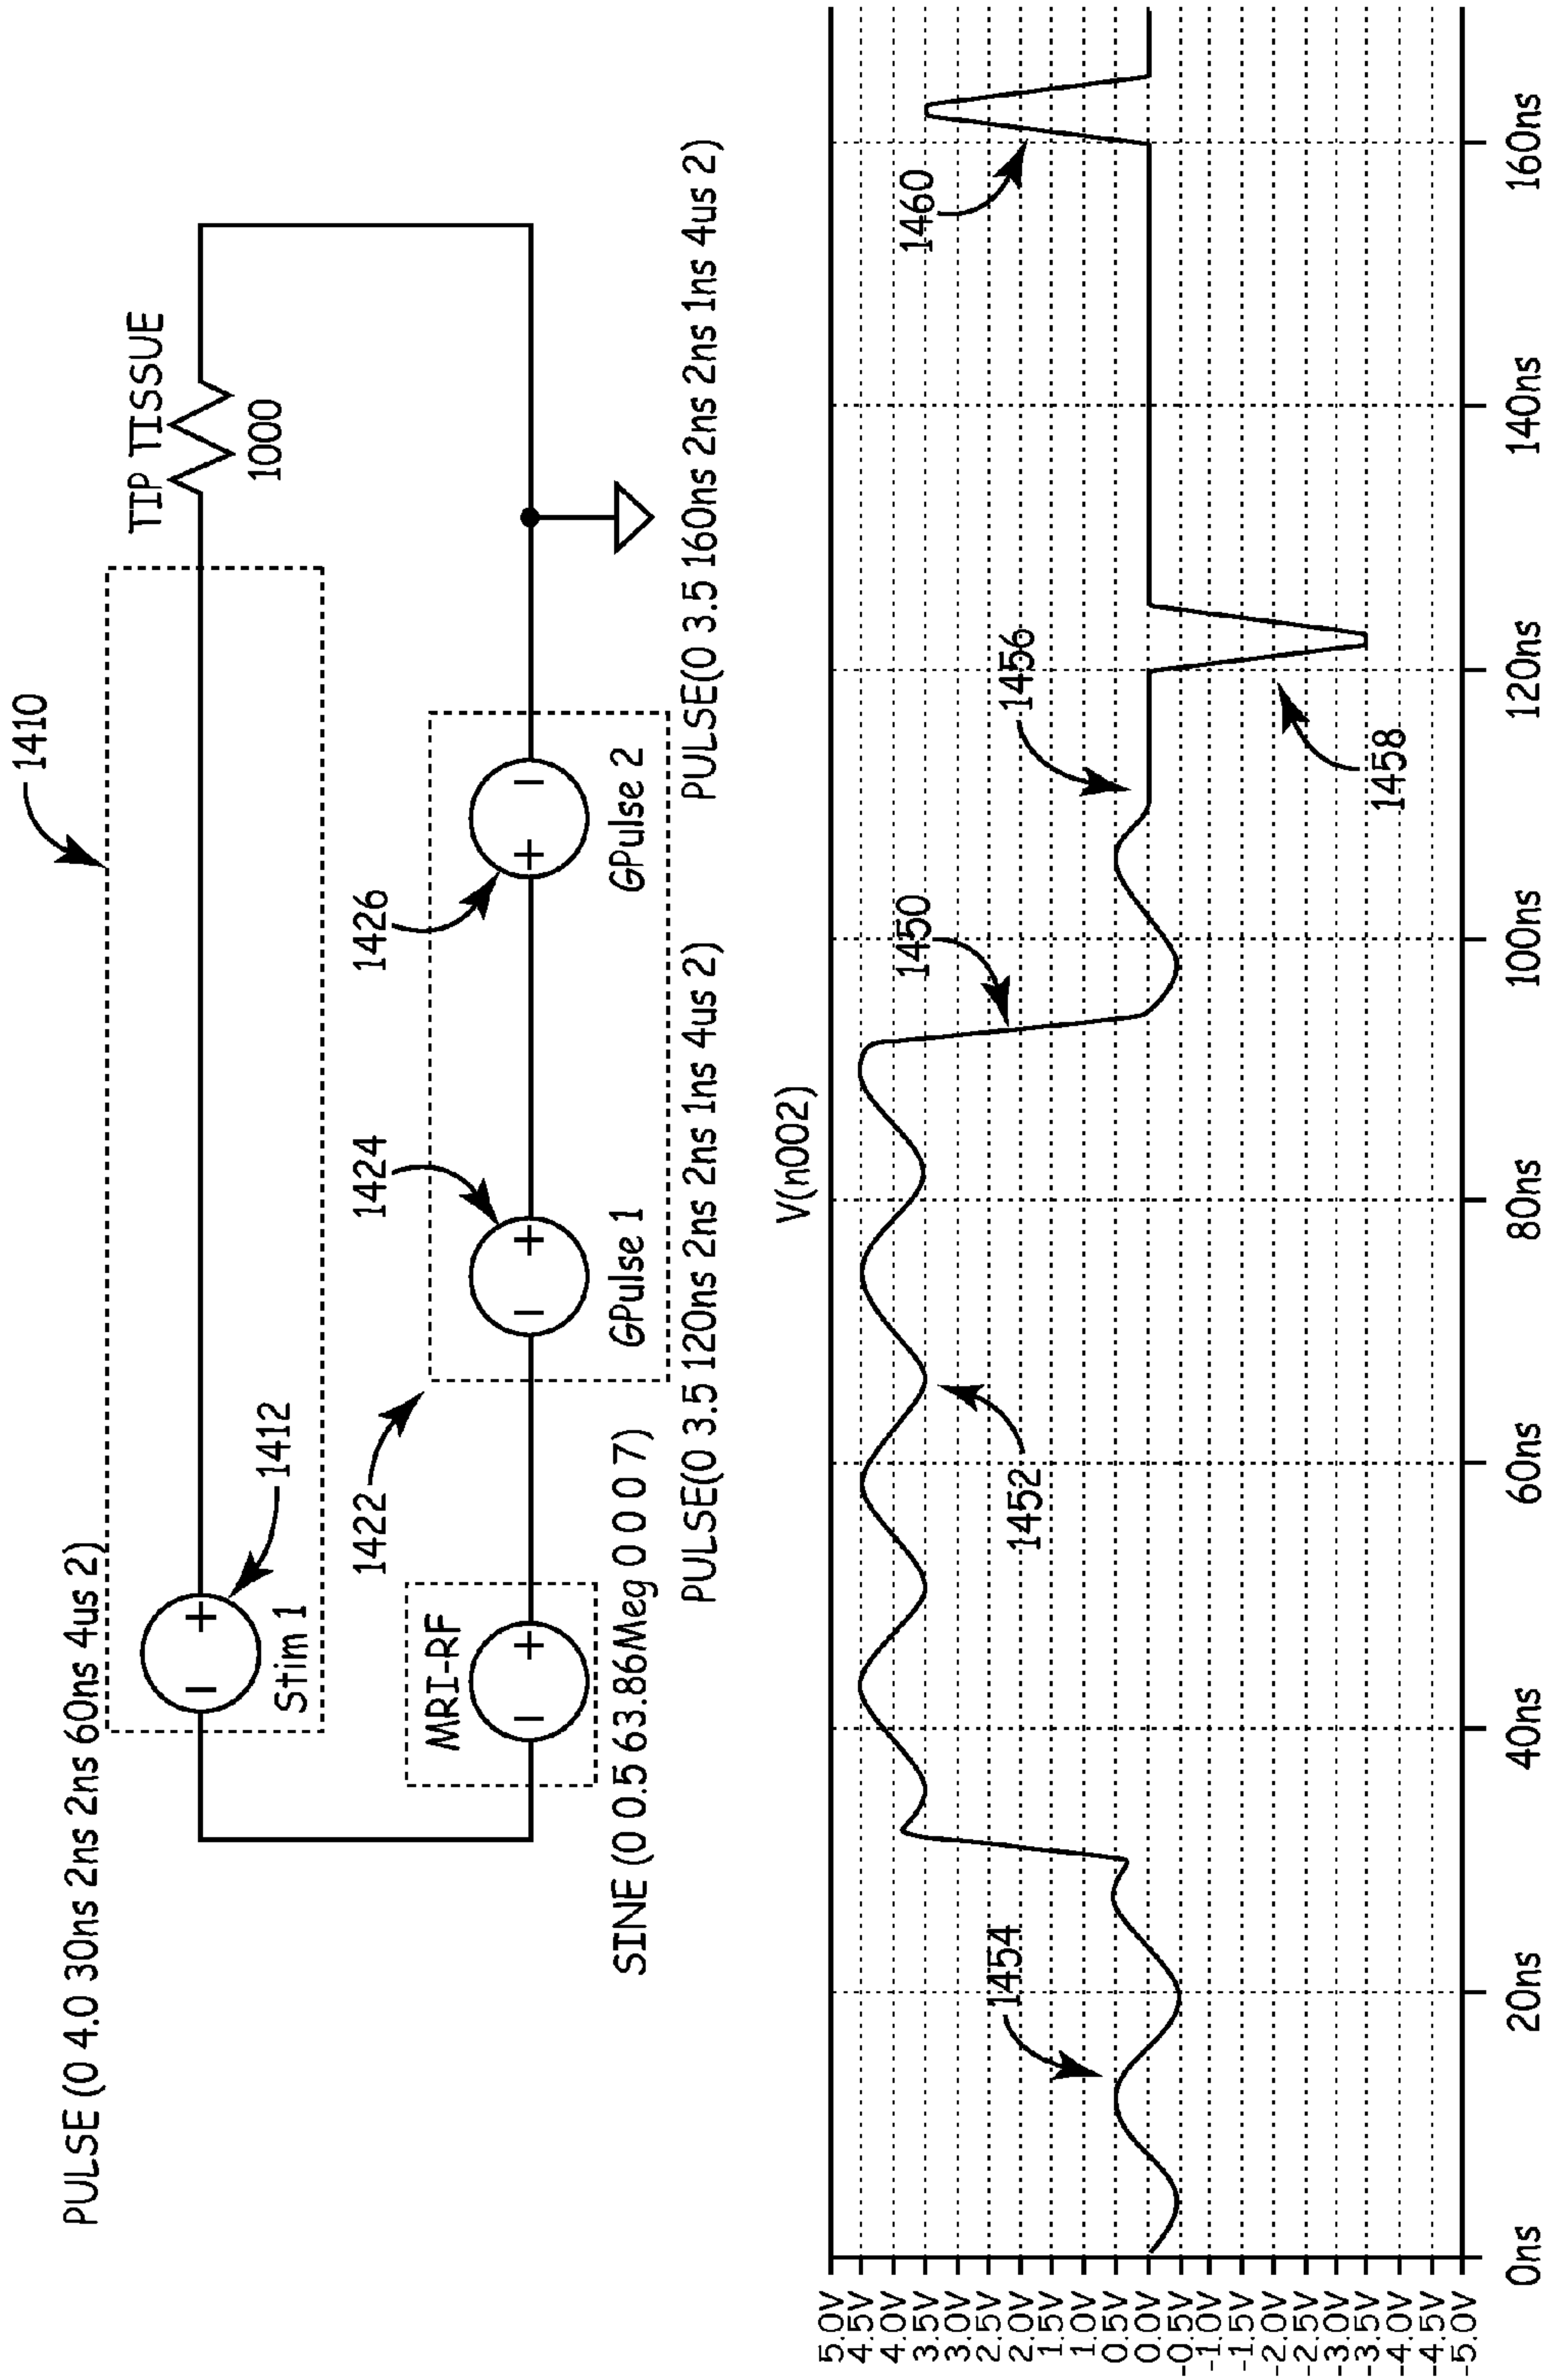 1410
PULSE (0 4.0 30ns 2ns 2ns 60ns 4us 2)
TIP TISSUE
1000
1412
Stim 1
1422
1424
1426
MRI-RF
GPulse 1
GPulse 2
SINE (0 0.5 63.86Meg 0 0 0 7)
PULSE(0 3.5 120ns 2ns 2ns 1ns 4us 2)
PULSE(0 3.5 160ns 2ns 2ns 1ns 4us 2)
V(n002)
5.0V
4.5V
4.0V
3.5V
3.0V
2.5V
2.0V
1.5V
1.0V
0.5V
0.0V
-0.5V
-1.0V
-1.5V
-2.0V
-2.5V
-3.0V
-3.5V
-4.0V
-4.5V
-5.0V
1454
1452
1450
1456
1458
1460
0ns
20ns
40ns
60ns
80ns
100ns
120ns
140ns
160ns